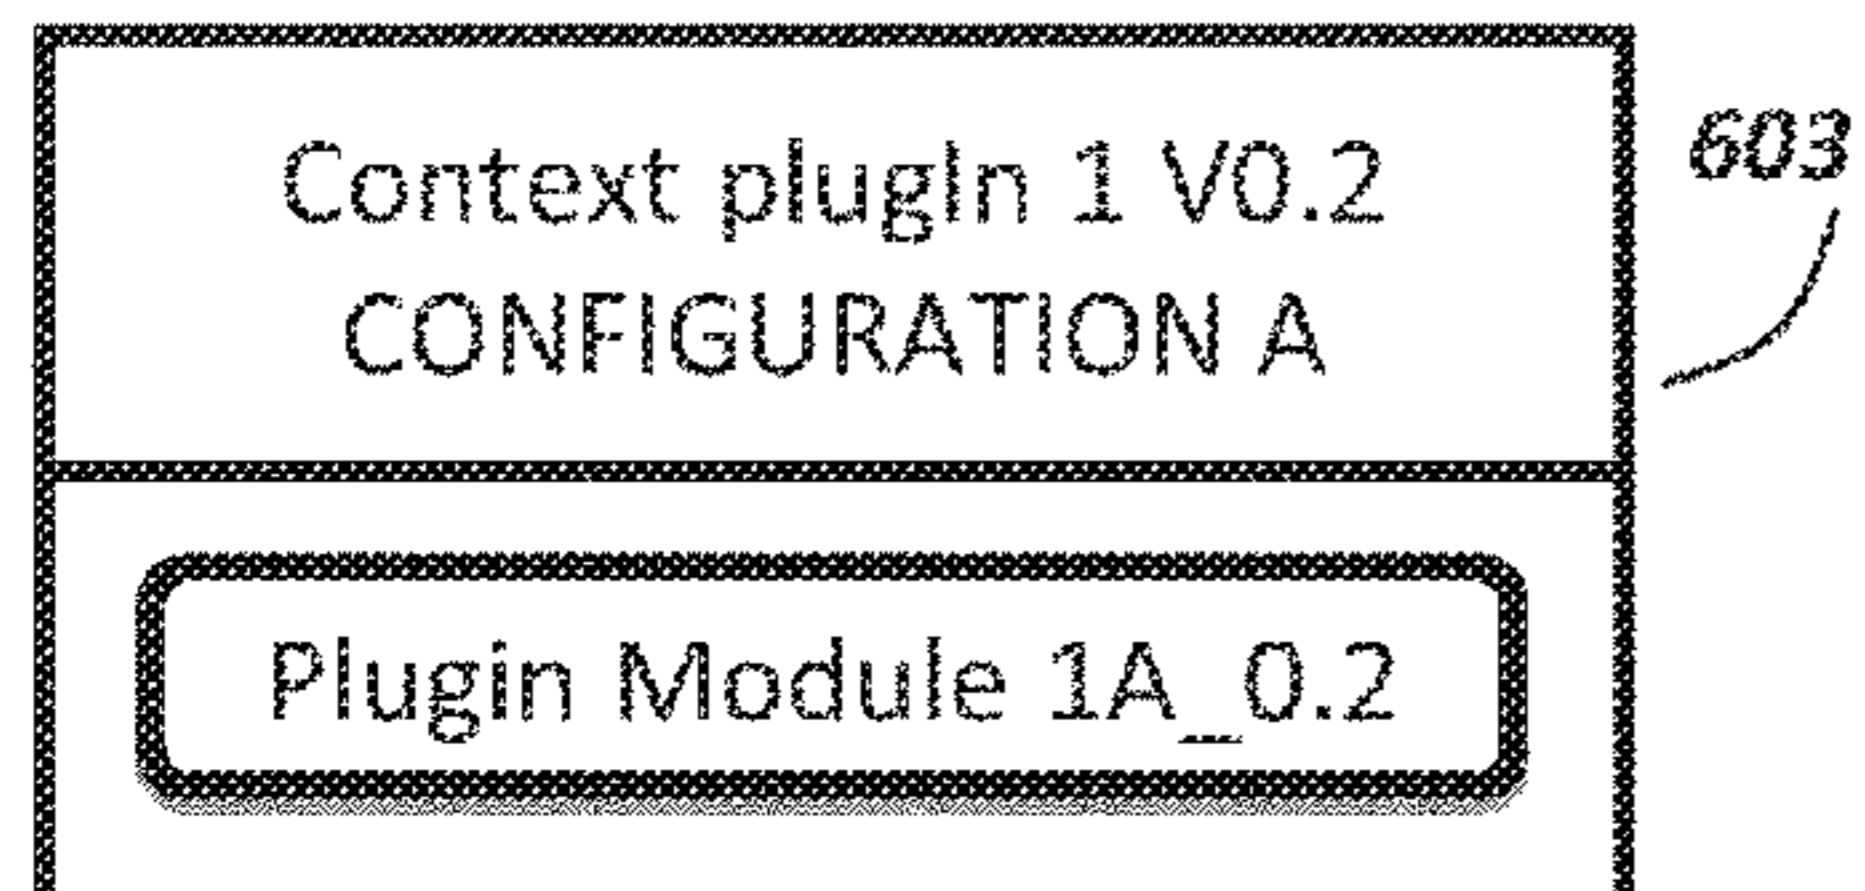 Context plugIn 1 V0.2
CONFIGURATION A
603
Plugin Module 1A_0.2